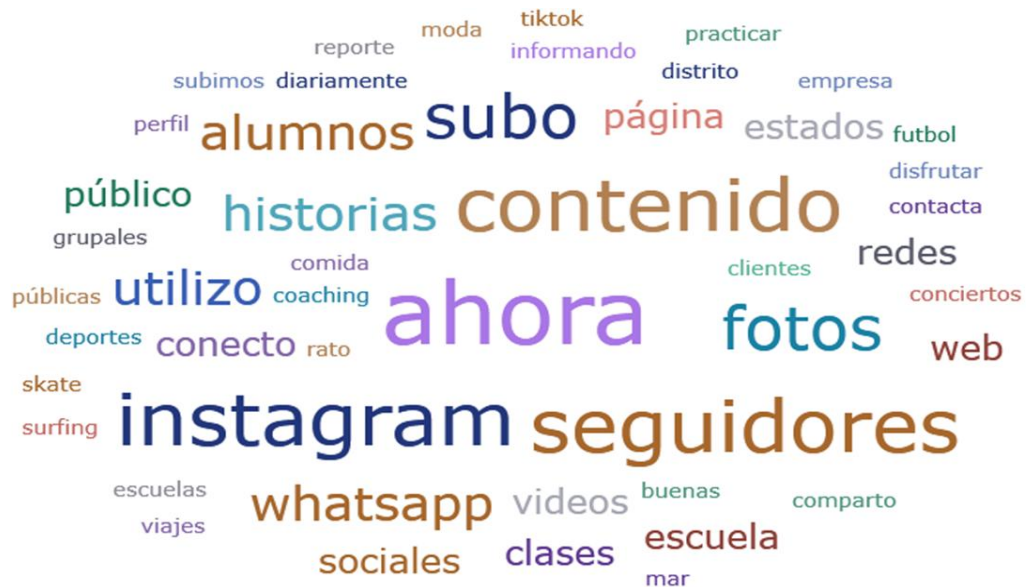 tiktok
moda
practicar
reporte
informando
distrito
subimos
diariamente
empresa
perfil
alumnos
subo
página
estados
futbol
público
historias
contenido
disfrutar
contacta
grupales
redes
comida
clientes
públicas
utilizo
coaching
ahora
conciertos
deportes
conecto
rato
fotos
web
skate
surfing
instagram
seguidores
escuelas
whatsapp
videos
buenas
comparto
viajes
sociales
clases
escuela
mar